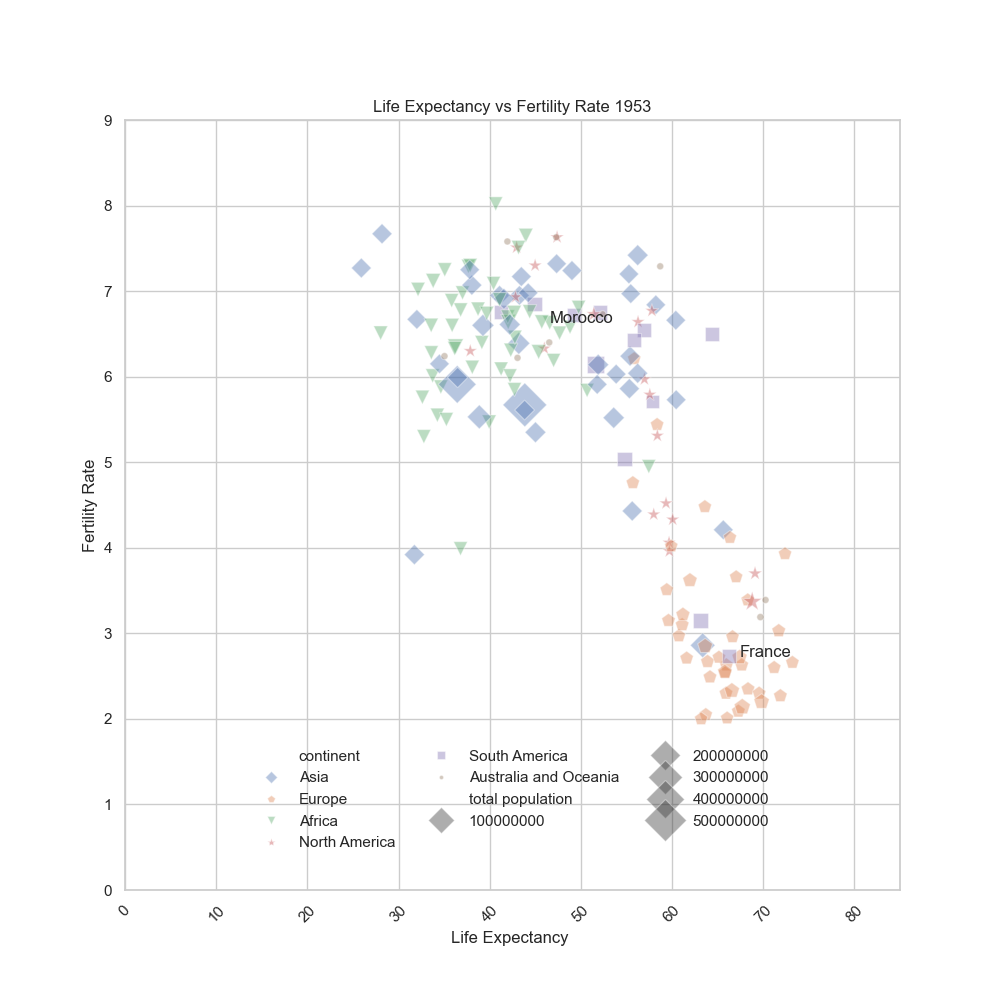 Life Expectancy vs Fertility Rate 1953
9
8
7
6
5
4
3
2
1
0
Fertility Rate
Morocco
France
continent
Asia
Europe
Africa
North America
South America
Australia and Oceania
total population
100000000
200000000
300000000
400000000
500000000
0 10 20 30 40 50 60 70 80
Life Expectancy